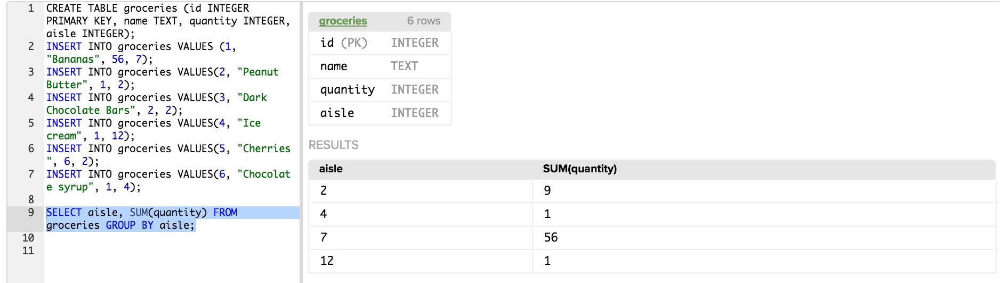 1 CREATE TABLE groceries (id INTEGER
PRIMARY KEY, name TEXT, quantity INTEGER,
aisle INTEGER);
2 INSERT INTO groceries VALUES (1,
"Bananas", 56, 7);
3 INSERT INTO groceries VALUES(2, "Peanut
Butter", 1, 2);
4 INSERT INTO groceries VALUES(3, "Dark
Chocolate Bars", 2, 2);
5 INSERT INTO groceries VALUES(4, "Ice
cream", 1, 12);
6 INSERT INTO groceries VALUES(5, "Cherries
", 6, 2);
7 INSERT INTO groceries VALUES(6, "Chocolat
e syrup", 1, 4);
8
9 SELECT aisle, SUM(quantity) FROM
groceries GROUP BY aisle;
10
11
groceries 6 rows
id (PK) INTEGER
name TEXT
quantity INTEGER
aisle INTEGER
RESULTS
aisle SUM(quantity)
2 9
4 1
7 56
12 1